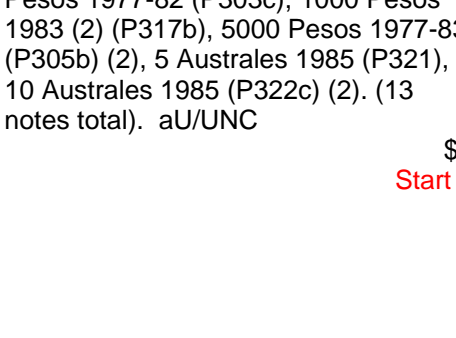 Pesos 1977-82 (P303c), 1000 Pesos
1983 (2) (P317b), 5000 Pesos 1977-83
(P305b) (2), 5 Australes 1985 (P321),
10 Australes 1985 (P322c) (2). (13
notes total).  aU/UNC
$
Start